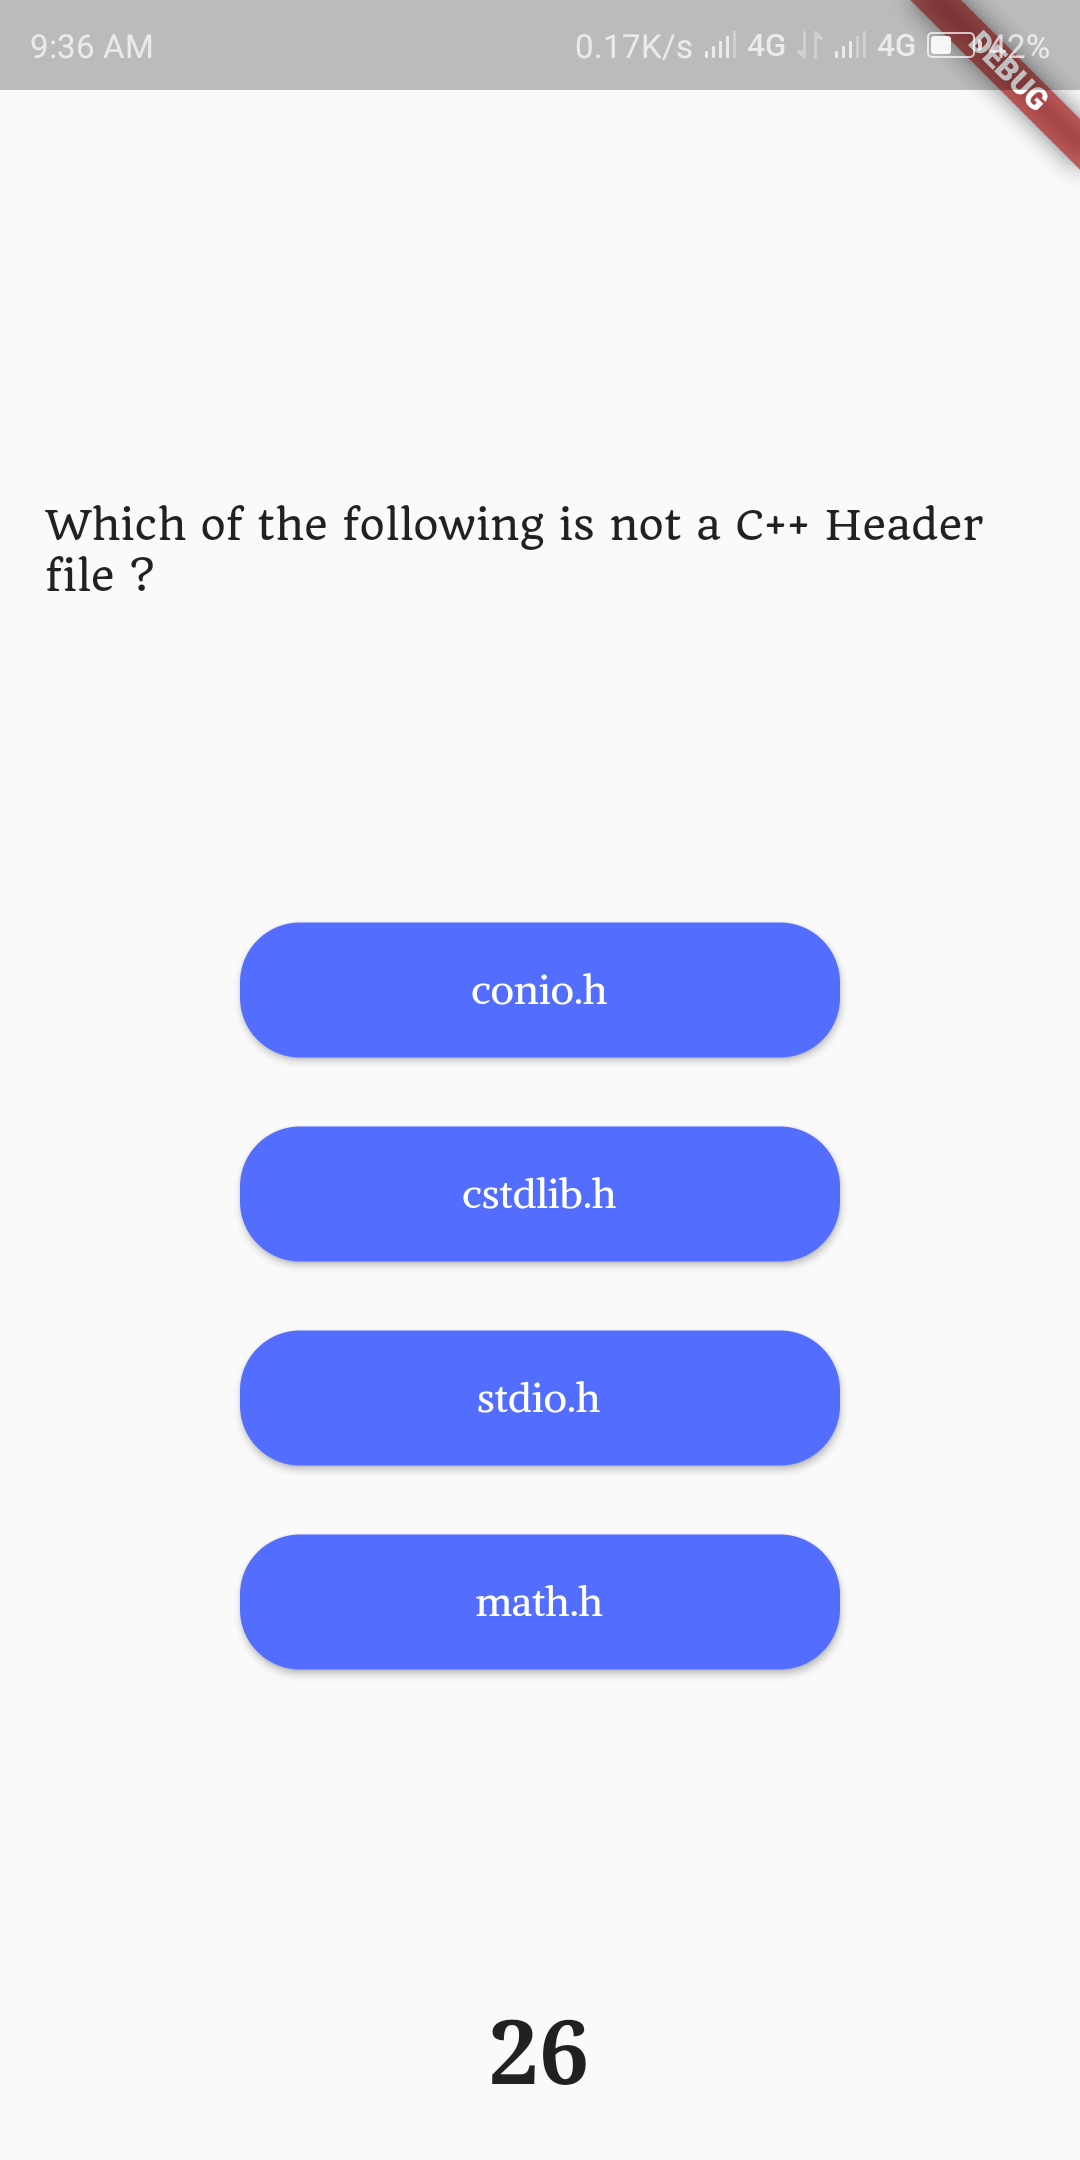 9:36 AM 0.17K/s 4G 4G 42%
DEBUG
Which of the following is not a C++ Header
file ?
conio.h
cstdlib.h
stdio.h
math.h
26